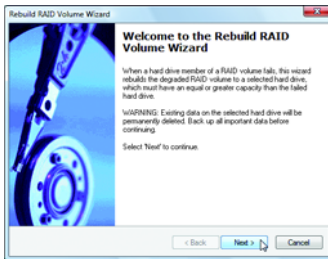 Rebuild RAID Volume Wizard
Welcome to the Rebuild RAID
Volume Wizard
When a hard drive member of a RAID volume fails, this wizard
rebuilds the degraded RAID volume to a selected hard drive,
which must have an equal or greater capacity than the failed
hard drive.
WARNING: Existing data on the selected hard drive will be
permanently deleted. Back up all important data before
continuing.
Select 'Next' to continue.
< Back
Next >
Cancel